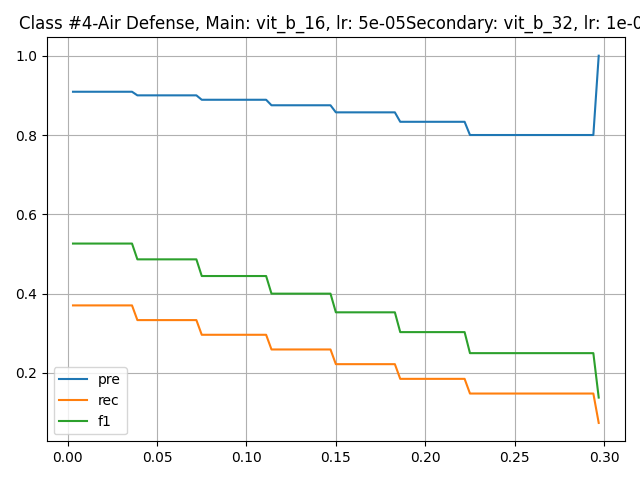 Class #4-Air Defense, Main: vit_b_16, lr: 5e-05Secondary: vit_b_32, lr: 1e-0
1.0
0.8
0.6
0.4
0.2
pre
rec
f1
0.00 0.05 0.10 0.15 0.20 0.25 0.30